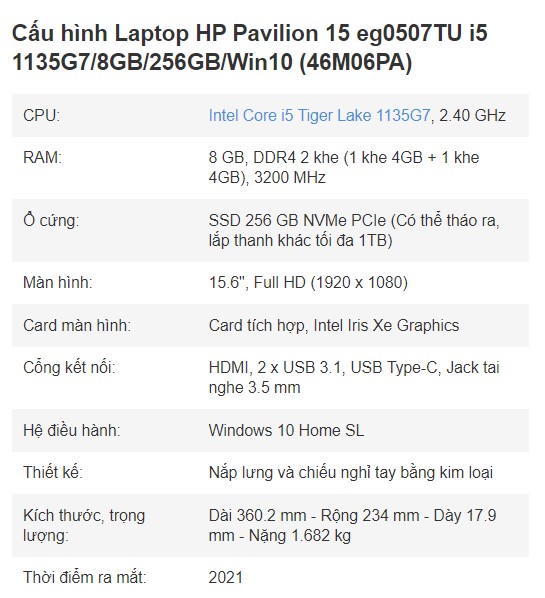 Cấu hình Laptop HP Pavilion 15 eg0507TU i5
1135G7/8GB/256GB/Win10 (46M06PA)
CPU:
Intel Core i5 Tiger Lake 1135G7, 2.40 GHz
RAM:
8 GB, DDR4 2 khe (1 khe 4GB + 1 khe
4GB), 3200 MHz
Ổ cứng:
SSD 256 GB NVMe PCIe (Có thể tháo ra,
lắp thanh khác tối đa 1TB)
Màn hình:
15.6", Full HD (1920 x 1080)
Card màn hình:
Card tích hợp, Intel Iris Xe Graphics
Cổng kết nối:
HDMI, 2 x USB 3.1, USB Type-C, Jack tai
nghe 3.5 mm
Hệ điều hành:
Windows 10 Home SL
Thiết kế:
Nắp lưng và chiếu nghỉ tay bằng kim loại
Kích thước, trọng
lượng:
Dài 360.2 mm - Rộng 234 mm - Dày 17.9
mm - Nặng 1.682 kg
Thời điểm ra mắt:
2021